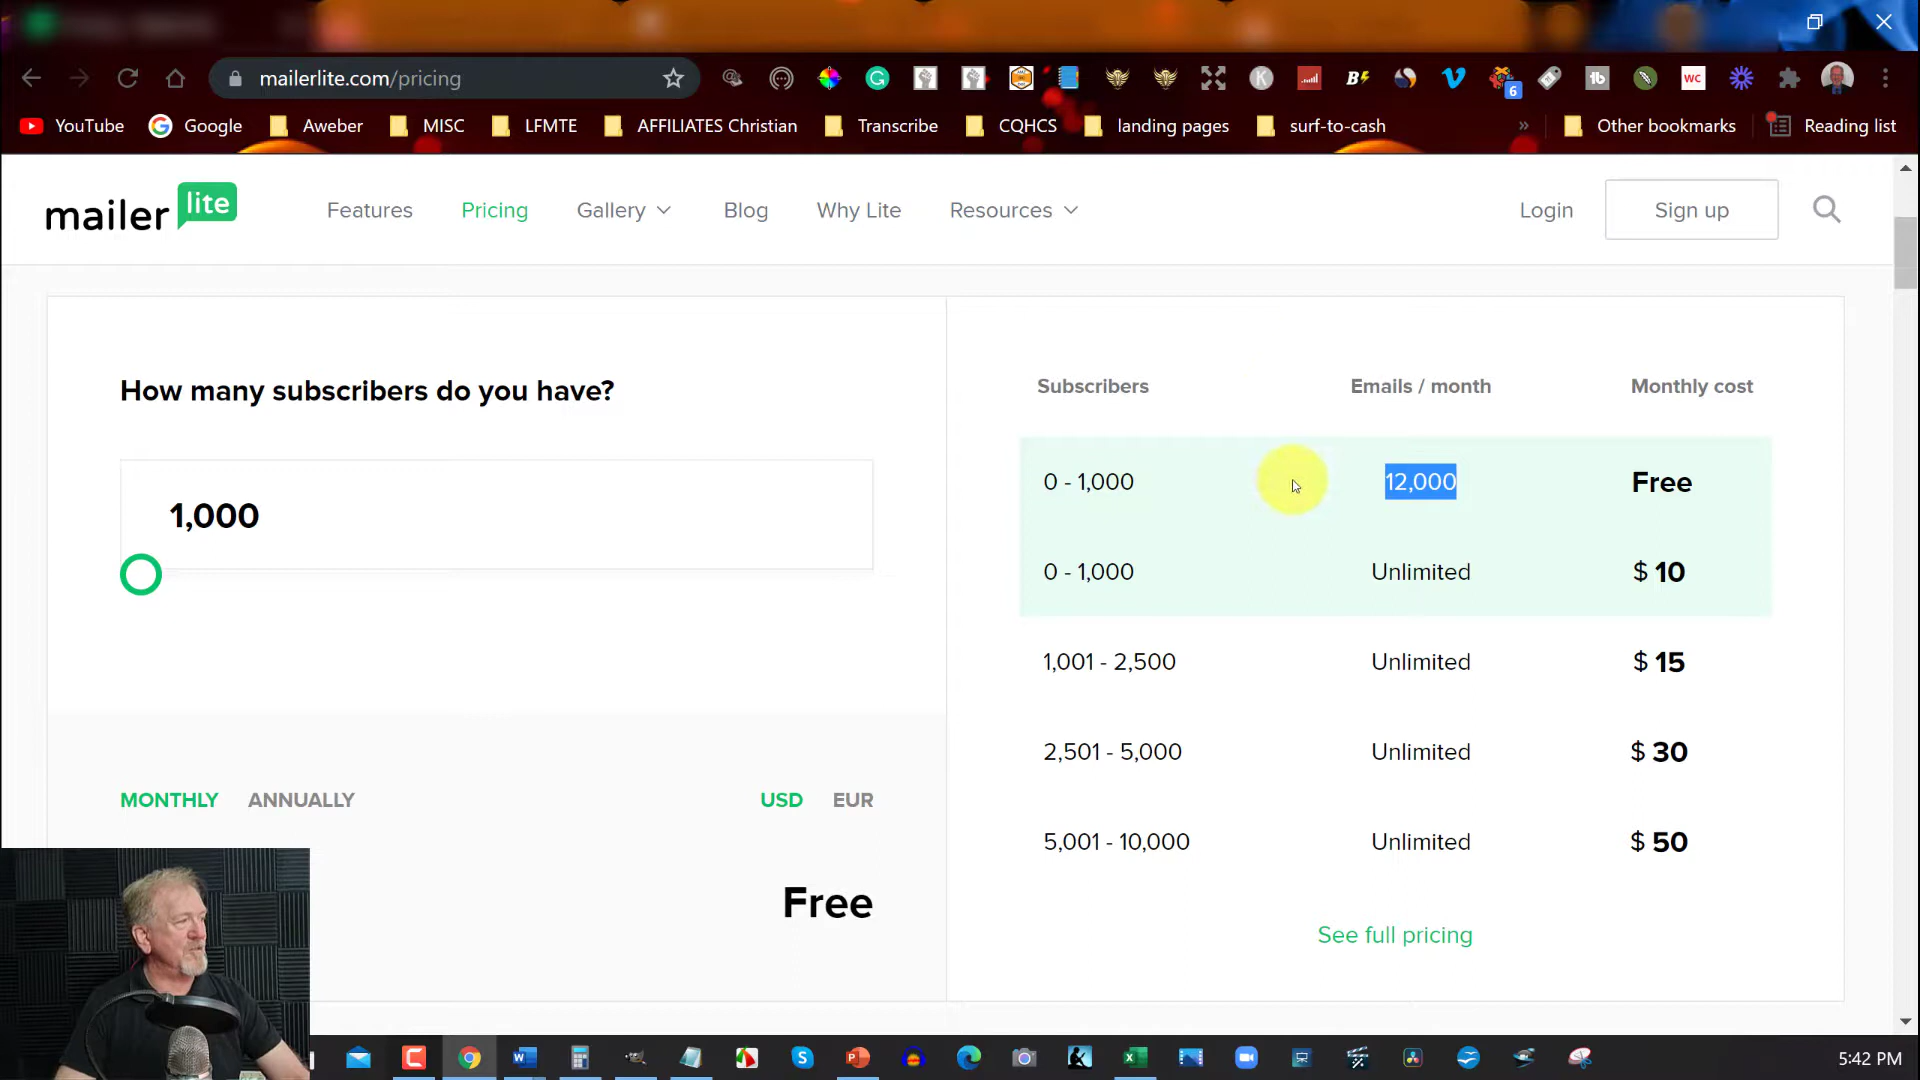 mailerlite.com/pricing
6
WC
YouTube Google Aweber MISC LFMTE AFFILIATES Christian Transcribe CQHCS landing pages surf-to-cash » Other bookmarks Reading list
mailer lite Features Pricing Gallery Blog Why Lite Resources Login Sign up
How many subscribers do you have?
1,000
MONTHLY ANNUALLY USD EUR
Free
Subscribers Emails / month Monthly cost
0 - 1,000 12,000 Free
0 - 1,000 Unlimited $ 10
1,001 - 2,500 Unlimited $ 15
2,501 - 5,000 Unlimited $ 30
5,001 - 10,000 Unlimited $ 50
See full pricing
5:42 PM